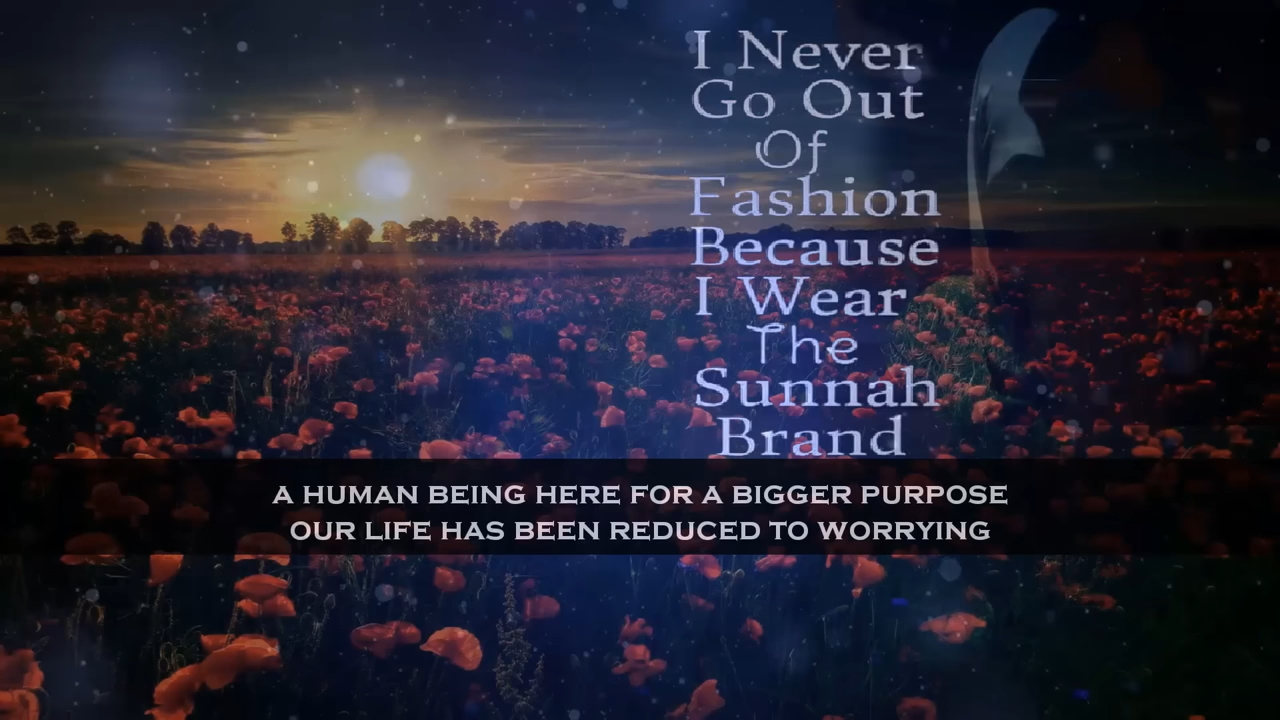 I Never
Go Out
Of
Fashion
Because
I Wear
The
Sunnah
Brand
A HUMAN BEING HERE FOR A BIGGER PURPOSE
OUR LIFE HAS BEEN REDUCED TO WORRYING